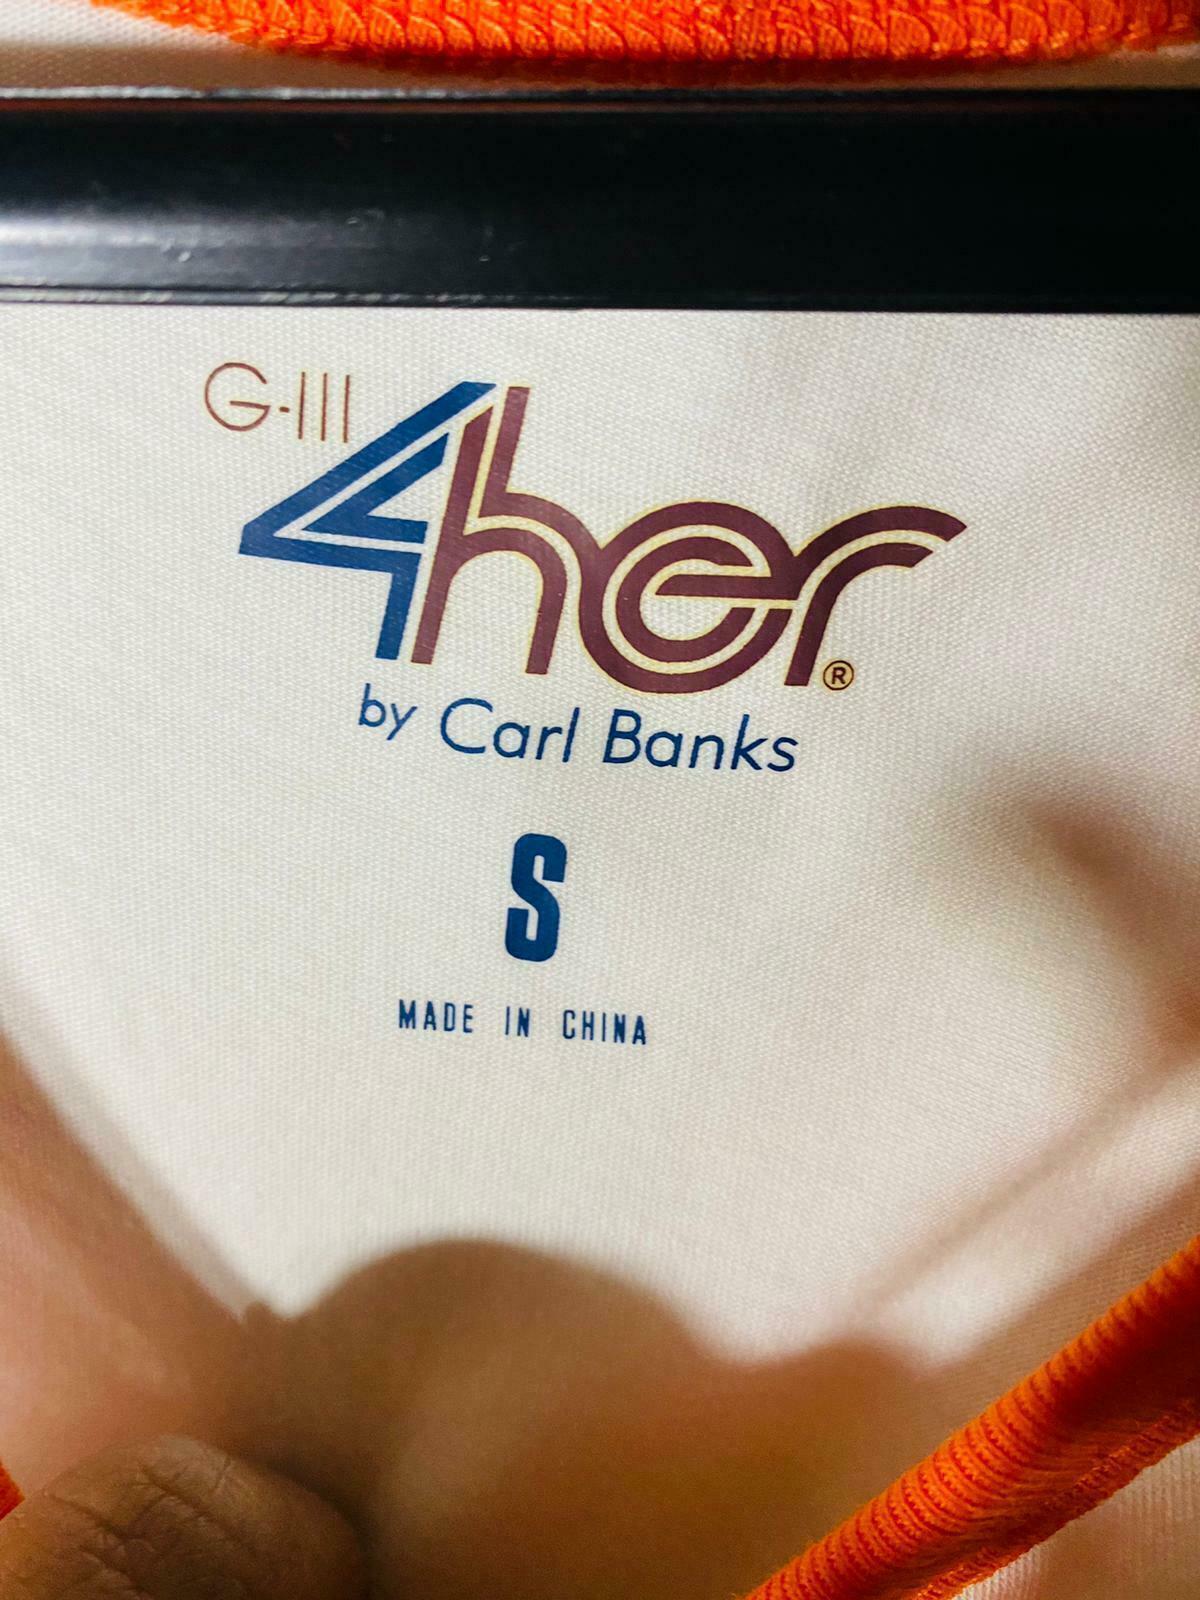 G-III
4her®
by Carl Banks
S
MADE IN CHINA